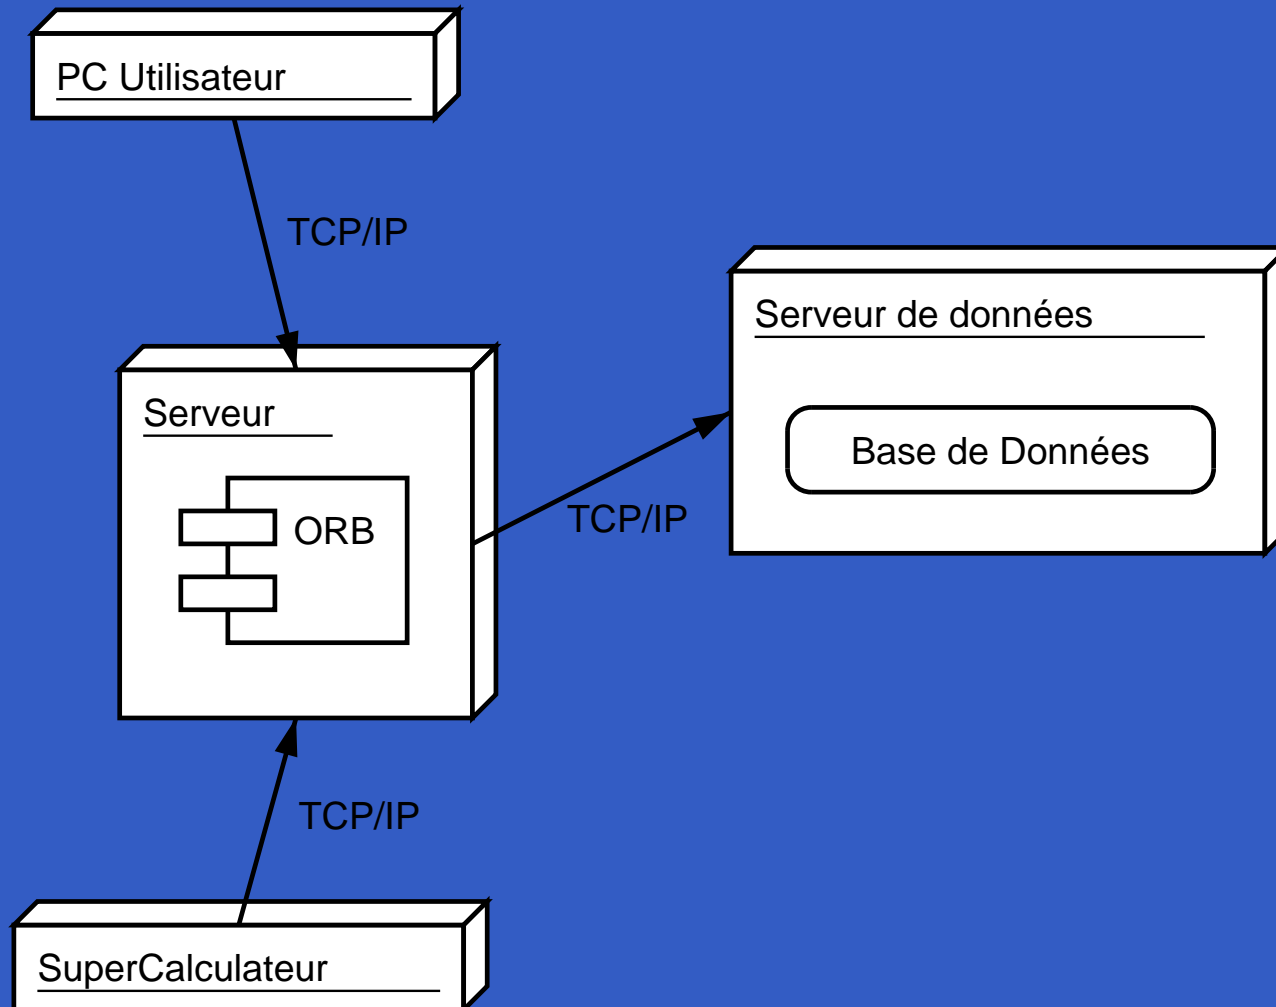 PC Utilisateur
TCP/IP
Serveur de données
Serveur
Base de Données
TCP/IP
ORB
TCP/IP
SuperCalculateur